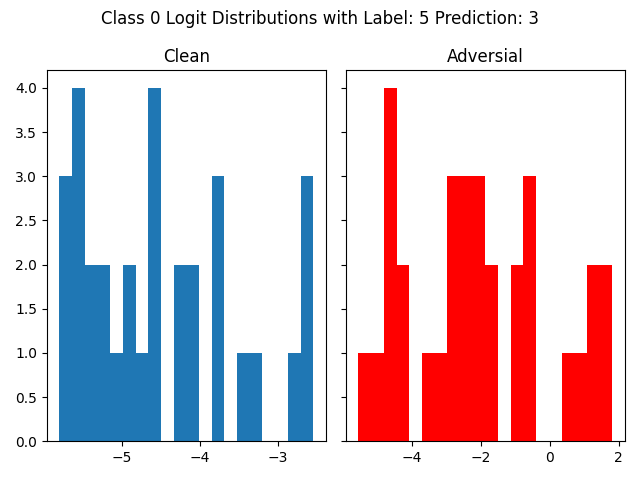 Class 0 Logit Distributions with Label: 5 Prediction: 3
Clean
Adversial
4.0
3.5
3.0
2.5
2.0
1.5
1.0
0.5
0.0
−5 −4 −3
−4 −2 0 2